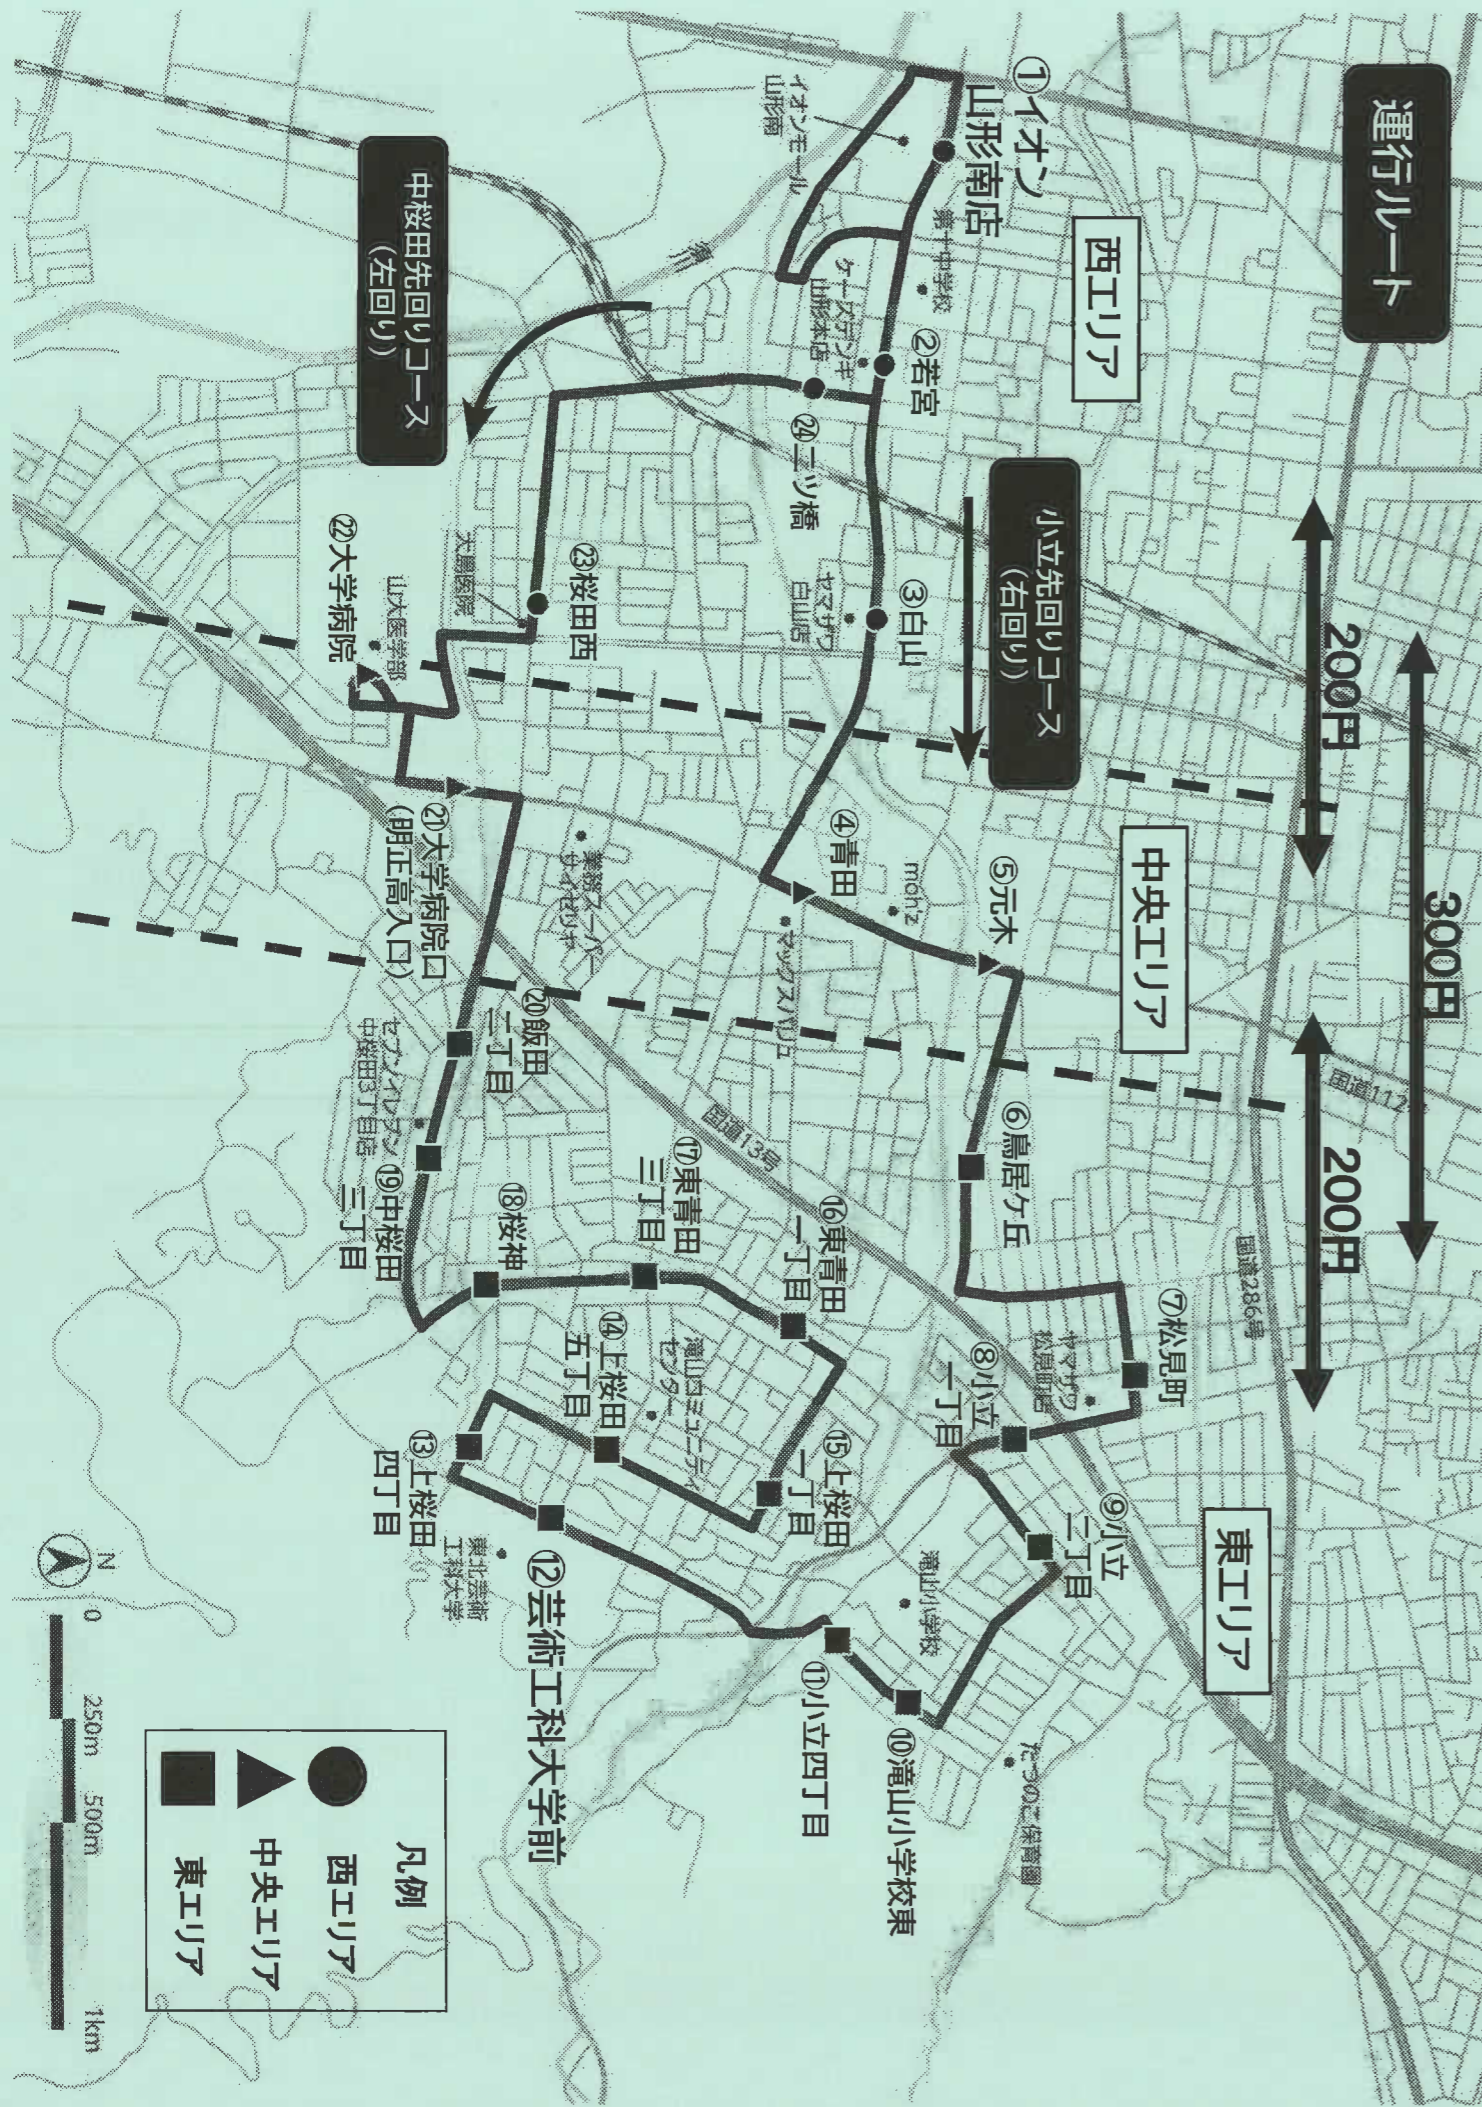 運行ルート
300円
200円
200円
西エリア
中央エリア
東エリア
小立先回りコース
(右回り)
中桜田先回りコース
(左回り)
①イオン
山形南店
イオンモール
山形南
第十中学校
②若宮
ケーズデンキ
山形本店
㉔二ツ橋
③白山
ヤマザワ
白山店
④青田
mohz
マックスバリュ
⑤元木
⑥鳥居ケ丘
⑦松見町
ヤマザワ
松見町店
⑧小立
一丁目
⑨小立
二丁目
滝山小学校
⑩滝山小学校東
たつのこ保育園
⑪小立四丁目
⑫芸術工科大学前
東北芸術
工科大学
⑬上桜田
四丁目
⑭上桜田
五丁目
滝山コミュニティ
センター
⑮上桜田
一丁目
⑯東青田
一丁目
⑰東青田
三丁目
⑱桜神
⑲中桜田
三丁目
セブンイレブン
中桜田3丁目店
⑳飯田
二丁目
㉑大学病院口
(明正高入口)
業務スーパー
サイゼリヤ
㉒大学病院
山大医学部
㉓桜田西
大島医院
国道112号
国道286号
国道13号
凡例
西エリア
中央エリア
東エリア
N
0
250m
500m
1km